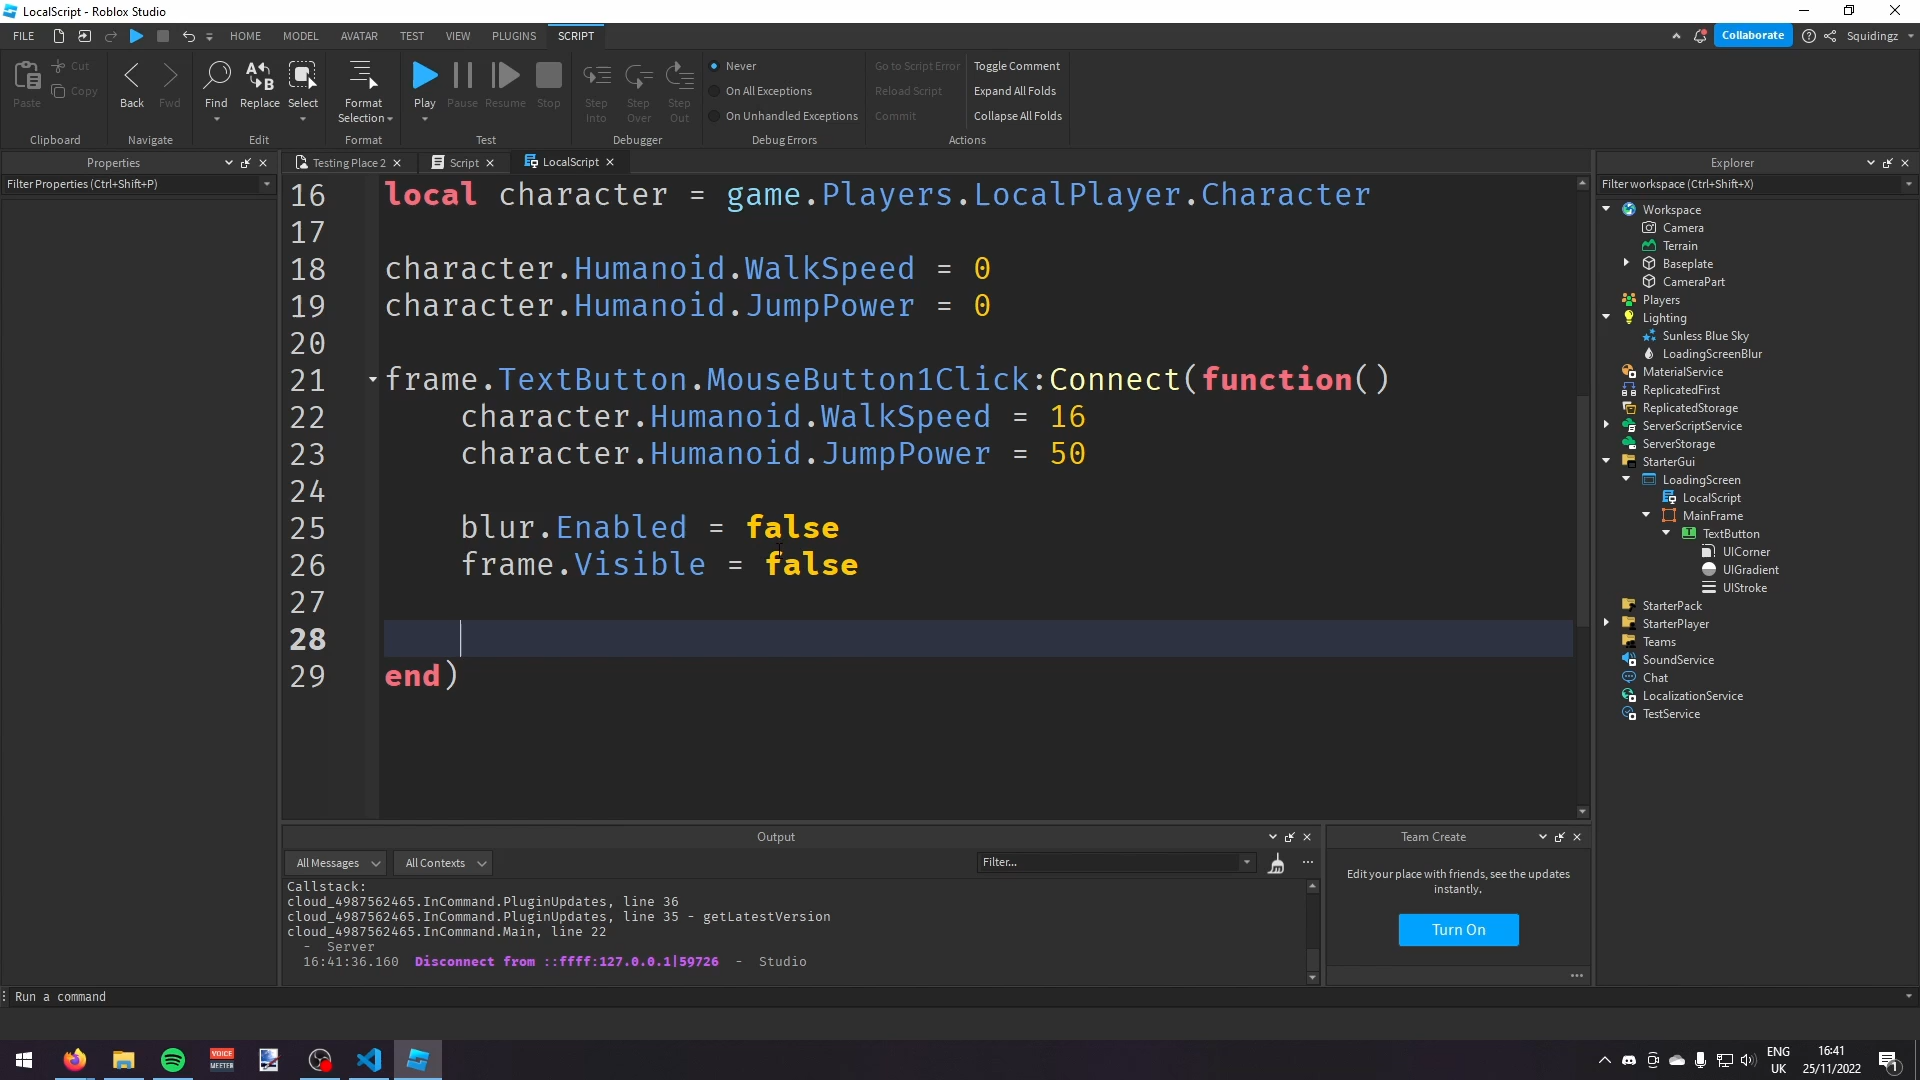 LocalScript - Roblox Studio
FILE
HOME
MODEL
AVATAR
TEST
VIEW
PLUGINS
SCRIPT
Collaborate
Squidingz
Paste
Cut
Copy
Clipboard
Back
Fwd
Navigate
Find
Replace
Select
Edit
Format
Selection
Format
Play
Pause
Resume
Stop
Test
Step
Into
Step
Over
Step
Out
Debugger
Never
On All Exceptions
On Unhandled Exceptions
Debug Errors
Go to Script Error
Reload Script
Commit
Toggle Comment
Expand All Folds
Collapse All Folds
Actions
Properties
Filter Properties (Ctrl+Shift+P)
Testing Place 2
Script
LocalScript
16 local character = game.Players.LocalPlayer.Character
17
18 character.Humanoid.WalkSpeed = 0
19 character.Humanoid.JumpPower = 0
20
21 frame.TextButton.MouseButton1Click:Connect(function()
22 character.Humanoid.WalkSpeed = 16
23 character.Humanoid.JumpPower = 50
24
25 blur.Enabled = false
26 frame.Visible = false
27
28
29 end)
Explorer
Filter workspace (Ctrl+Shift+X)
Workspace
Camera
Terrain
Baseplate
CameraPart
Players
Lighting
Sunless Blue Sky
LoadingScreenBlur
MaterialService
ReplicatedFirst
ReplicatedStorage
ServerScriptService
ServerStorage
StarterGui
LoadingScreen
LocalScript
MainFrame
TextButton
UICorner
UIGradient
UIStroke
StarterPack
StarterPlayer
Teams
SoundService
Chat
LocalizationService
TestService
Output
All Messages
All Contexts
Filter...
Callstack:
cloud_4987562465.InCommand.PluginUpdates, line 36
cloud_4987562465.InCommand.PluginUpdates, line 35 - getLatestVersion
cloud_4987562465.InCommand.Main, line 22
- Server
16:41:36.160 Disconnect from ::ffff:127.0.0.1|59726 - Studio
Team Create
Edit your place with friends, see the updates
instantly.
Turn On
Run a command
VOICE
MEETER
ENG
UK
16:41
25/11/2022
1